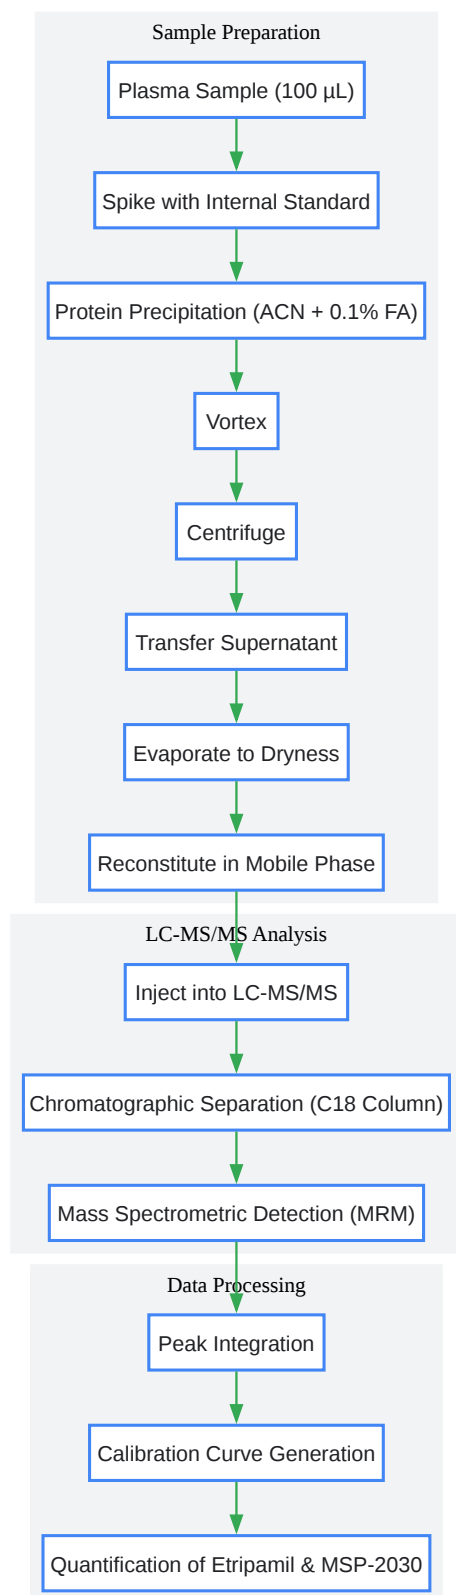 Sample Preparation
Plasma Sample (100 µL)
Spike with Internal Standard
Protein Precipitation (ACN + 0.1% FA)
Vortex
Centrifuge
Transfer Supernatant
Evaporate to Dryness
Reconstitute in Mobile Phase
LC-MS/MS Analysis
Inject into LC-MS/MS
Chromatographic Separation (C18 Column)
Mass Spectrometric Detection (MRM)
Data Processing
Peak Integration
Calibration Curve Generation
Quantification of Etripamil & MSP-2030